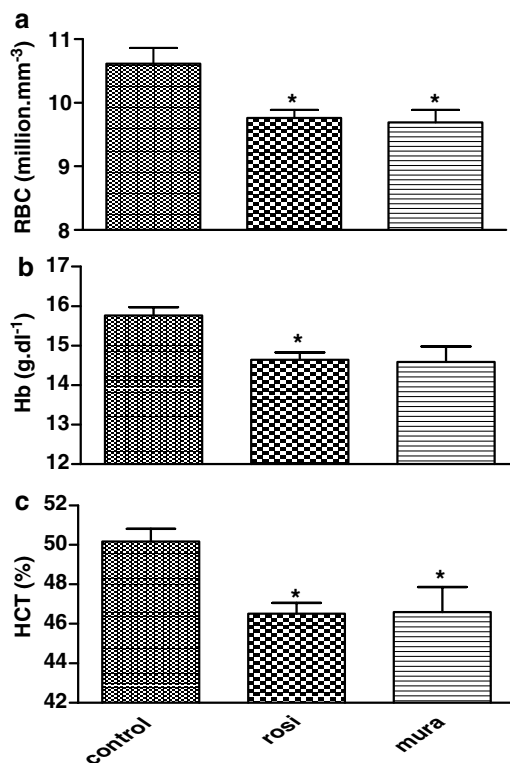 a
RBC (million.mm⁻³)
11
10
9
8
*
*
b
Hb (g.dl⁻¹)
17
16
15
14
13
12
*
c
HCT (%)
52
50
48
46
44
42
*
*
control
rosi
mura